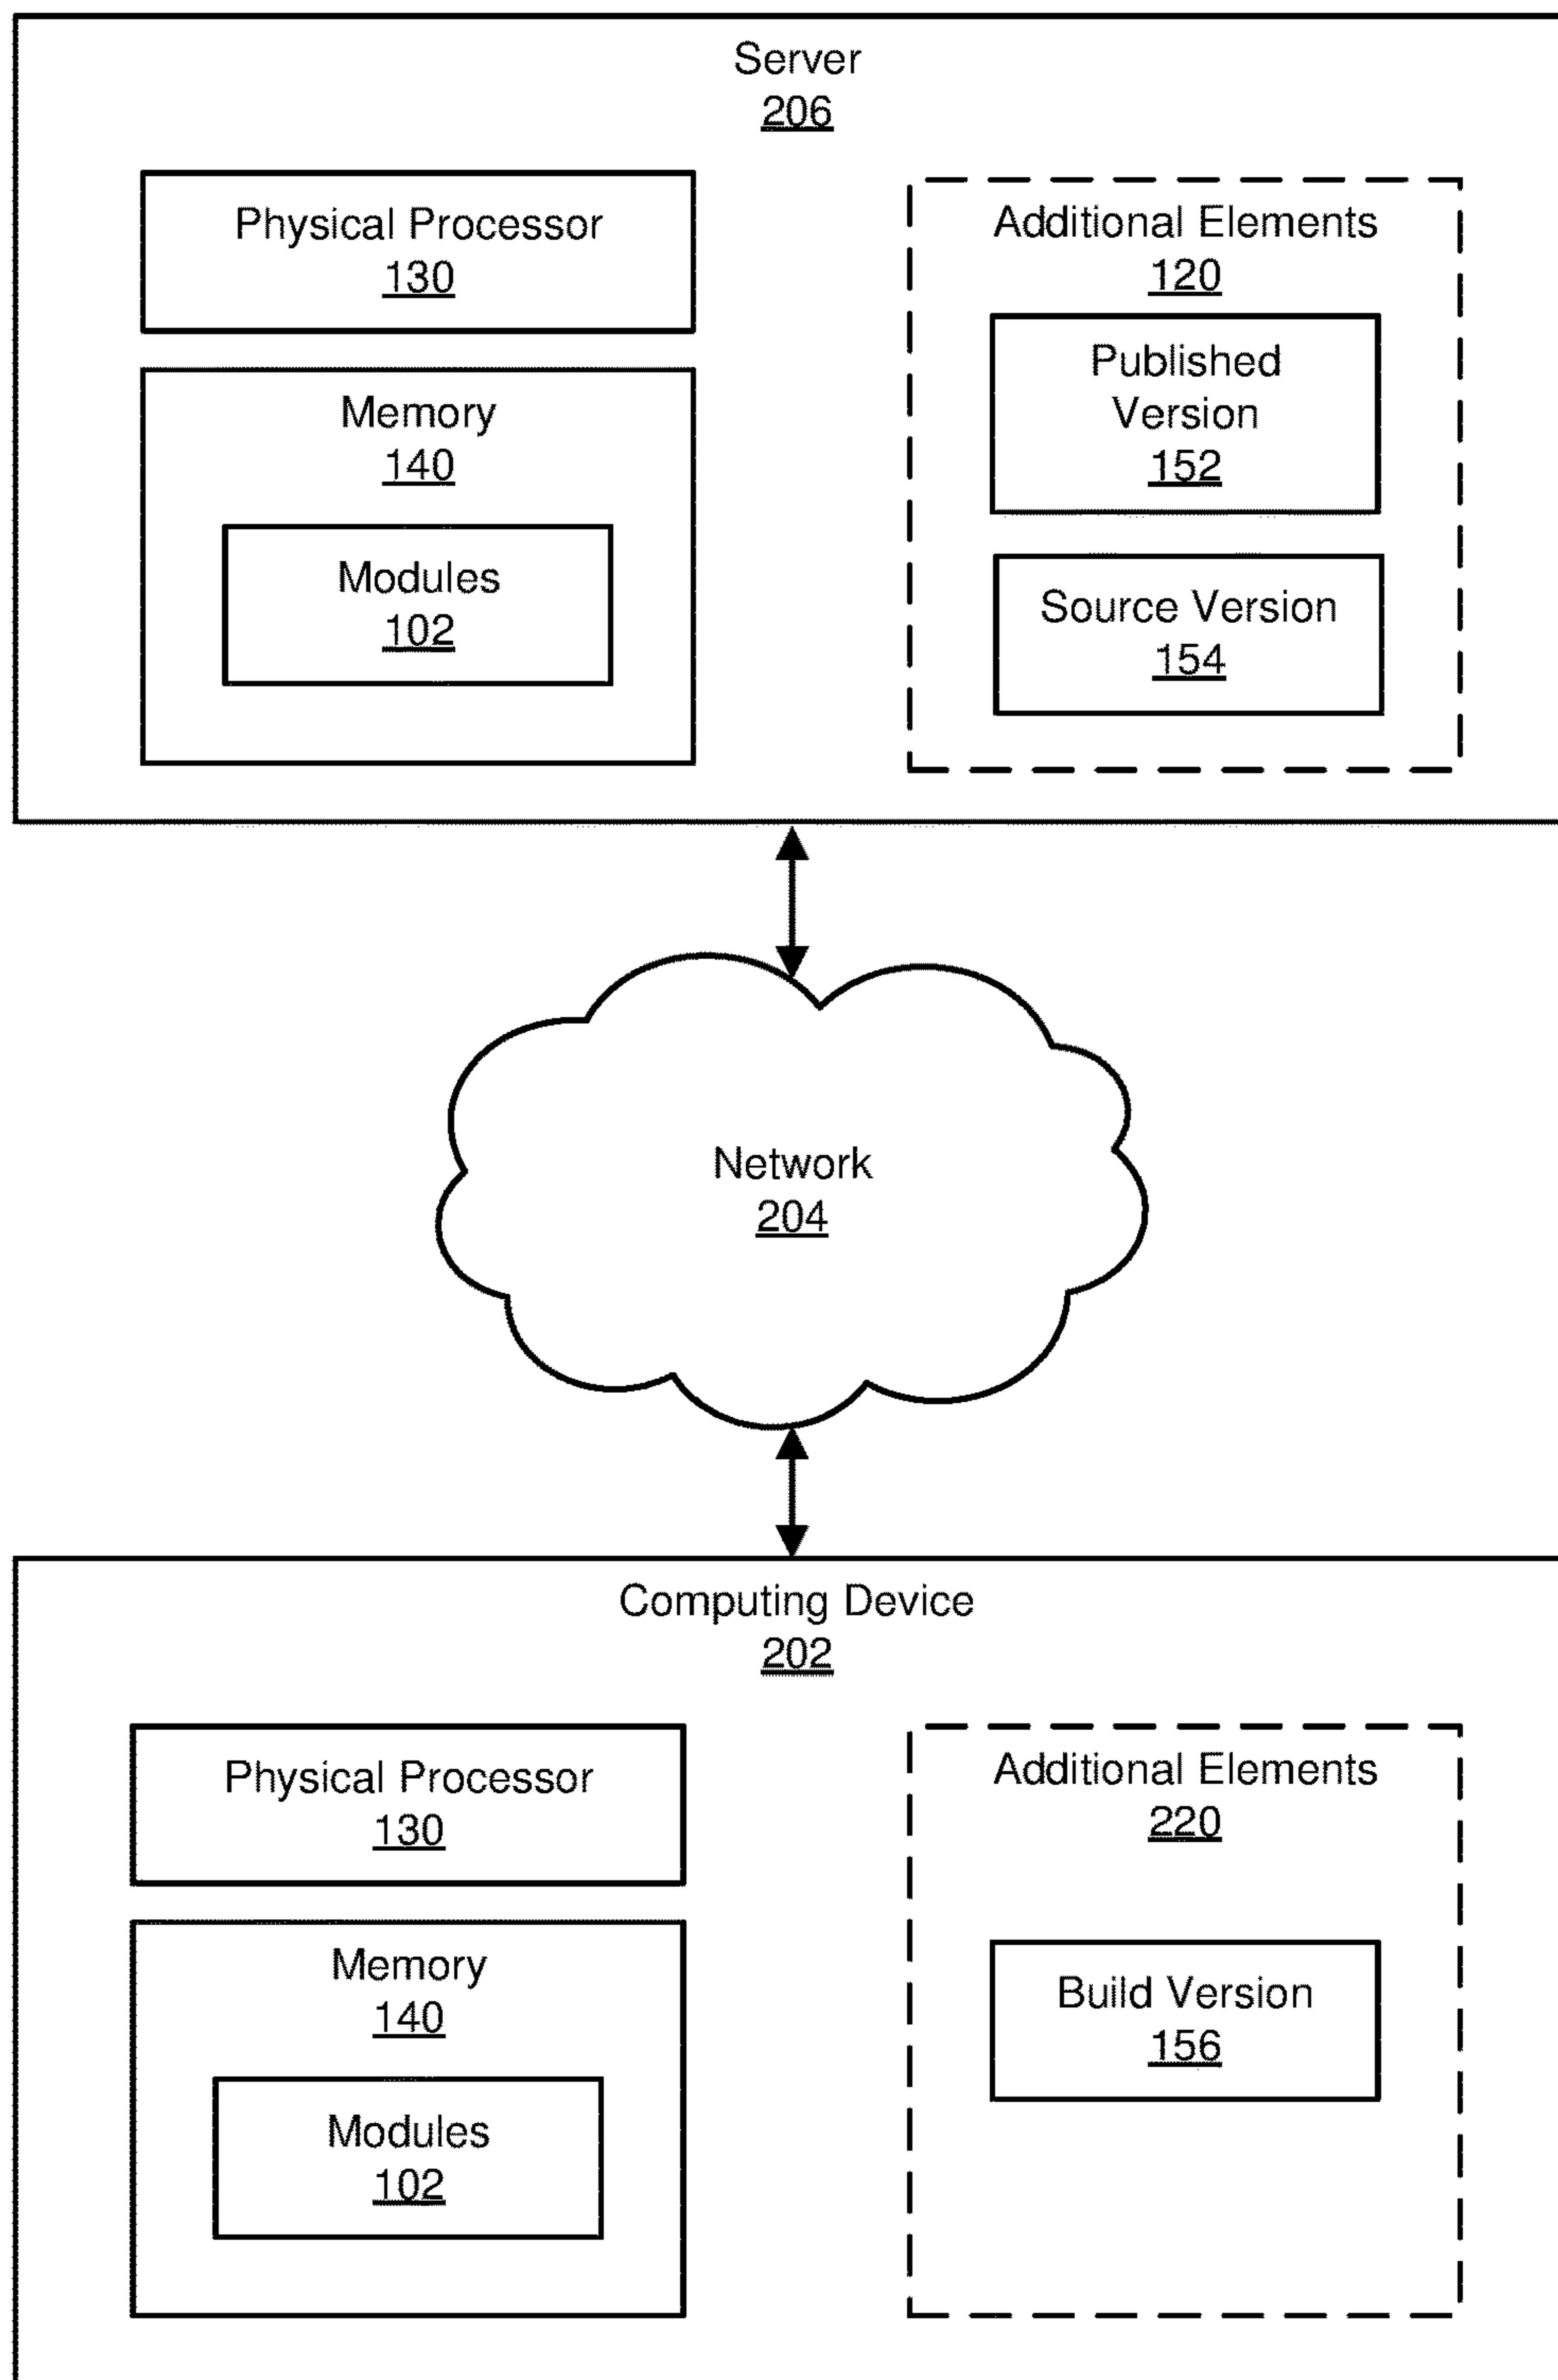 Server
206
Physical Processor
130
Memory
140
Modules
102
Additional Elements
120
Published
Version
152
Source Version
154
Network
204
Computing Device
202
Physical Processor
130
Memory
140
Modules
102
Additional Elements
220
Build Version
156